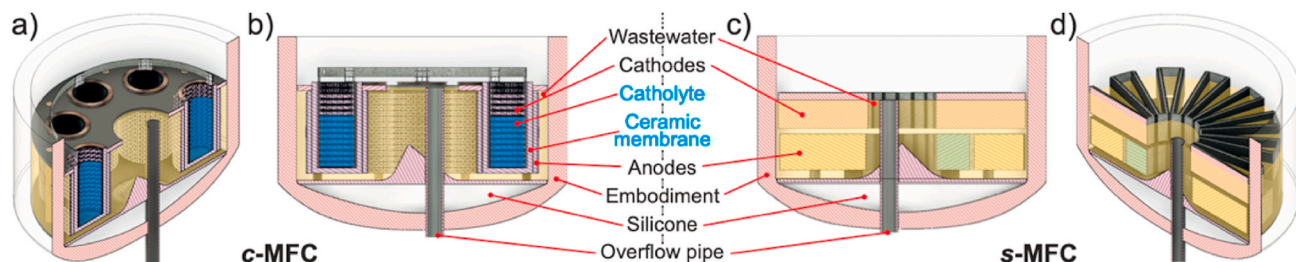 a)
b)
c)
d)
Wastewater
Cathodes
Catholyte
Ceramic
membrane
Anodes
Embodiment
Silicone
Overflow pipe
c-MFC
s-MFC